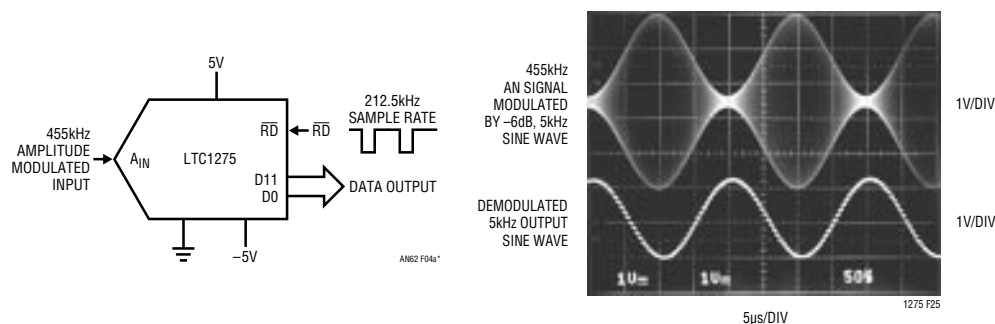 5V
455kHz
AMPLITUDE
MODULATED
INPUT
AIN
LTC1275
RD
RD
212.5kHz
SAMPLE RATE
D11
D0
DATA OUTPUT
–5V
AN62 F04a*
455kHz
AN SIGNAL
MODULATED
BY –6dB, 5kHz
SINE WAVE
1V/DIV
DEMODULATED
5kHz OUTPUT
SINE WAVE
1V/DIV
1V
1V
5µs/DIV
1275 F25